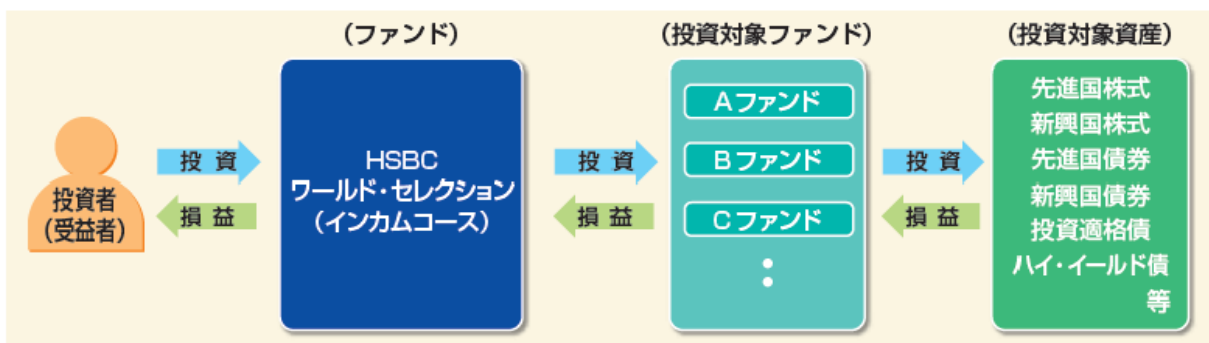 (ファンド)
(投資対象ファンド)
(投資対象資産)
投資者
(受益者)
投資
損益
HSBC
ワールド・セレクション
(インカムコース)
投資
損益
Aファンド
Bファンド
Cファンド
:
投資
損益
先進国株式
新興国株式
先進国債券
新興国債券
投資適格債
ハイ・イールド債
等